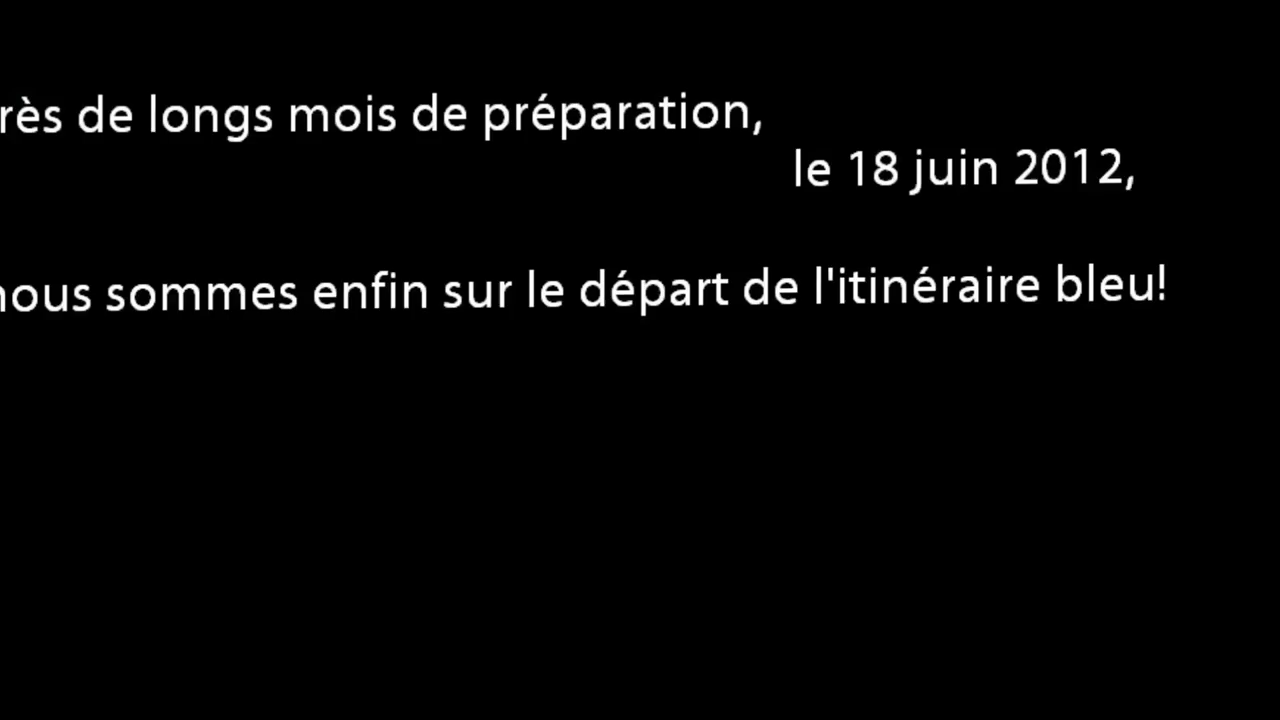 rès de longs mois de préparation,
le 18 juin 2012,
nous sommes enfin sur le départ de l'itinéraire bleu!